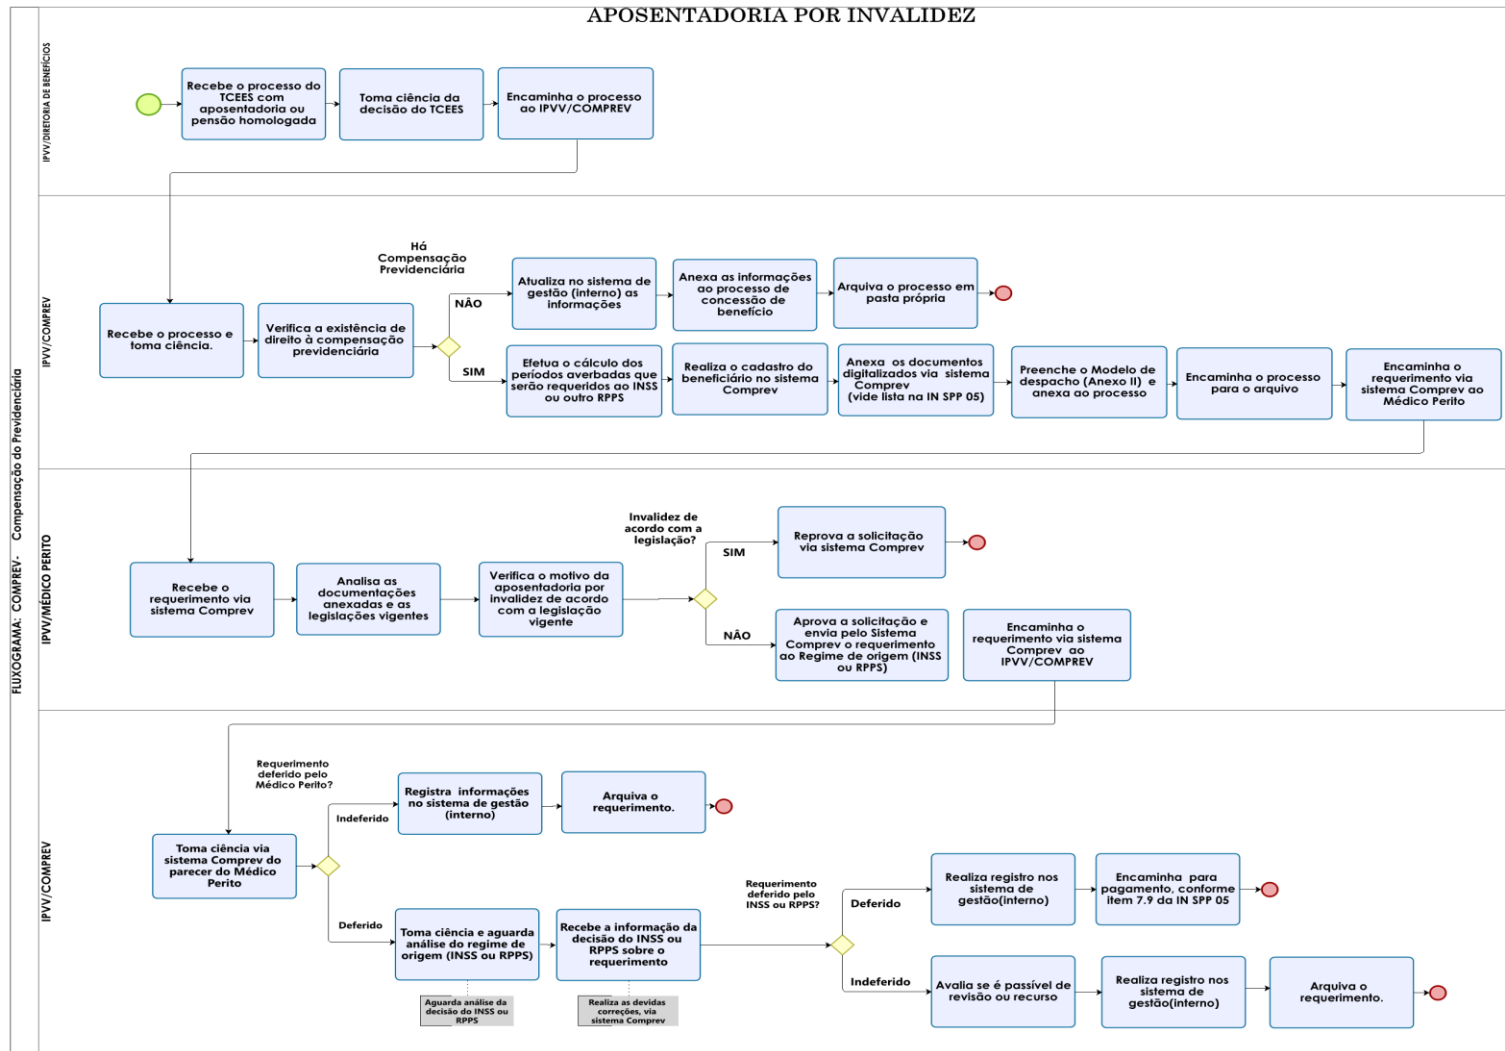 APOSENTADORIA POR INVALIDEZ
FLUXOGRAMA: COMPREV- Compensação do Previdenciária
IPVV/DIRETORIA DE BENEFÍCIOS
Recebe o processo do
TCEES com
aposentadoria ou
pensão homologada
Toma ciência da
decisão do TCEES
Encaminha o processo
ao IPVV/COMPREV
IPVV/COMPREV
Recebe o processo e
toma ciência.
Verifica a existência de
direito à compensação
previdenciária
Há
Compensação
Previdenciária
NÂO
Atualiza no sistema de
gestão (interno) as
informações
Anexa as informações
ao processo de
concessão de
benefício
Arquiva o processo em
pasta própria
SIM
Efetua o cálculo dos
períodos averbadas que
serão requeridos ao INSS
ou outro RPPS
Realiza o cadastro do
beneficiário no sistema
Comprev
Anexa os documentos
digitalizados via sistema
Comprev
(vide lista na IN SPP 05)
Preenche o Modelo de
despacho (Anexo II) e
anexa ao processo
Encaminha o processo
para o arquivo
Encaminha o
requerimento via
sistema Comprev ao
Médico Perito
IPVV/MÉDICO PERITO
Recebe o
requerimento via
sistema Comprev
Analisa as
documentações
anexadas e as
legislações vigentes
Verifica o motivo da
aposentadoria por
invalidez de acordo
com a legislação
vigente
Invalidez de
acordo com a
legislação?
SIM
Reprova a solicitação
via sistema Comprev
NÂO
Aprova a solicitação e
envia pelo Sistema
Comprev o requerimento
ao Regime de origem (INSS
ou RPPS)
Encaminha o
requerimento via sistema
Comprev ao
IPVV/COMPREV
IPVV/COMPREV
Toma ciência via
sistema Comprev do
parecer do Médico
Perito
Requerimento
deferido pelo
Médico Perito?
Indeferido
Registra informações
no sistema de gestão
(interno)
Arquiva o
requerimento.
Deferido
Toma ciência e aguarda
análise do regime de
origem (INSS ou RPPS)
Aguarda análise da
decisão do INSS ou
RPPS
Recebe a informação da
decisão do INSS ou
RPPS sobre o
requerimento
Realiza as devidas
correções, via
sistema Comprev
Requerimento
deferido pelo
INSS ou RPPS?
Deferido
Realiza registro nos
sistema de
gestão(interno)
Encaminha para
pagamento, conforme
item 7.9 da IN SPP 05
Indeferido
Avalia se é passível de
revisão ou recurso
Realiza registro nos
sistema de
gestão(interno)
Arquiva o
requerimento.